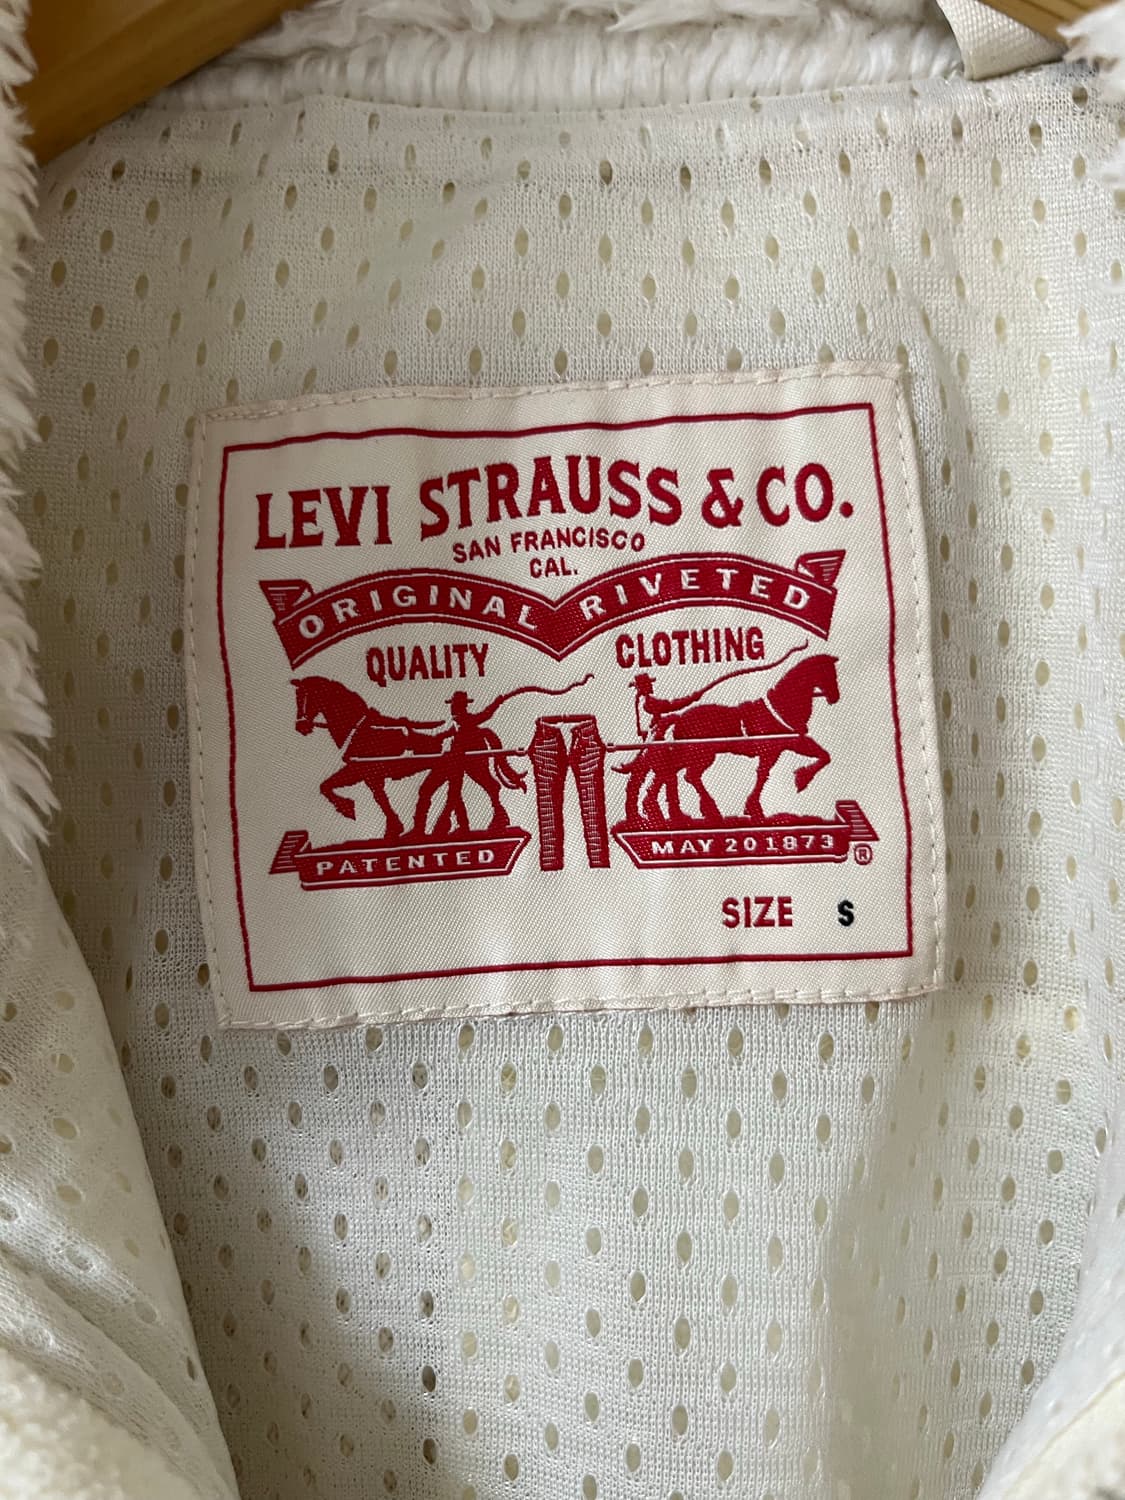 LEVI STRAUSS & CO.
SAN FRANCISCO
CAL.
ORIGINAL RIVETED
QUALITY CLOTHING
PATENTED MAY 20 1873 ®
SIZE S